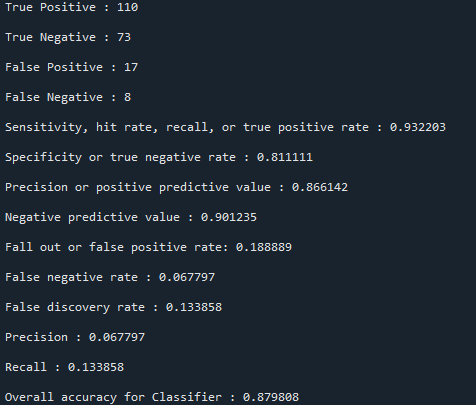 True Positive : 110
True Negative : 73
False Positive : 17
False Negative : 8
Sensitivity, hit rate, recall, or true positive rate : 0.932203
Specificity or true negative rate : 0.811111
Precision or positive predictive value : 0.866142
Negative predictive value : 0.901235
Fall out or false positive rate: 0.188889
False negative rate : 0.067797
False discovery rate : 0.133858
Precision : 0.067797
Recall : 0.133858
Overall accuracy for Classifier : 0.879808